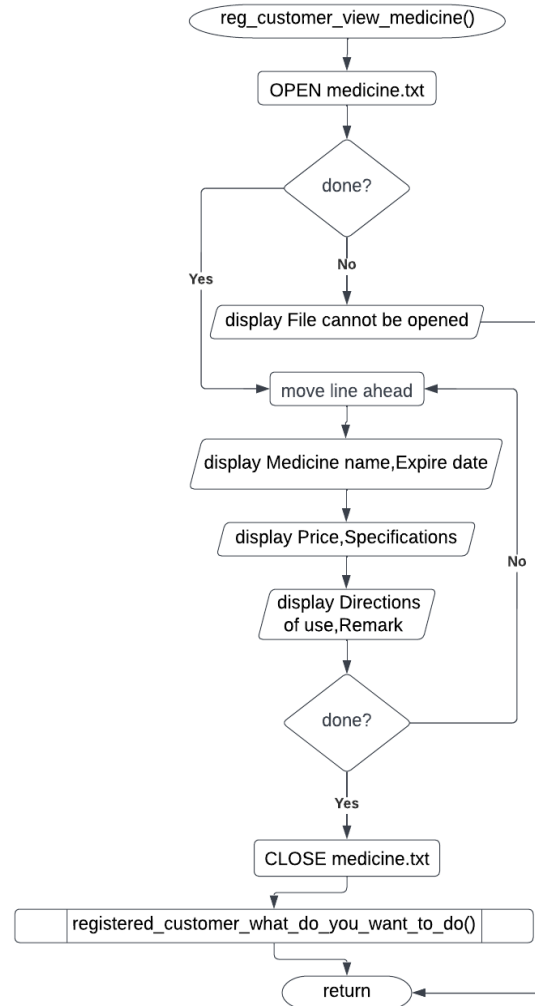 reg_customer_view_medicine()
OPEN medicine.txt
done?
No
Yes
display File cannot be opened
move line ahead
display Medicine name,Expire date
display Price,Specifications
No
display Directions
of use,Remark
done?
Yes
CLOSE medicine.txt
registered_customer_what_do_you_want_to_do()
return